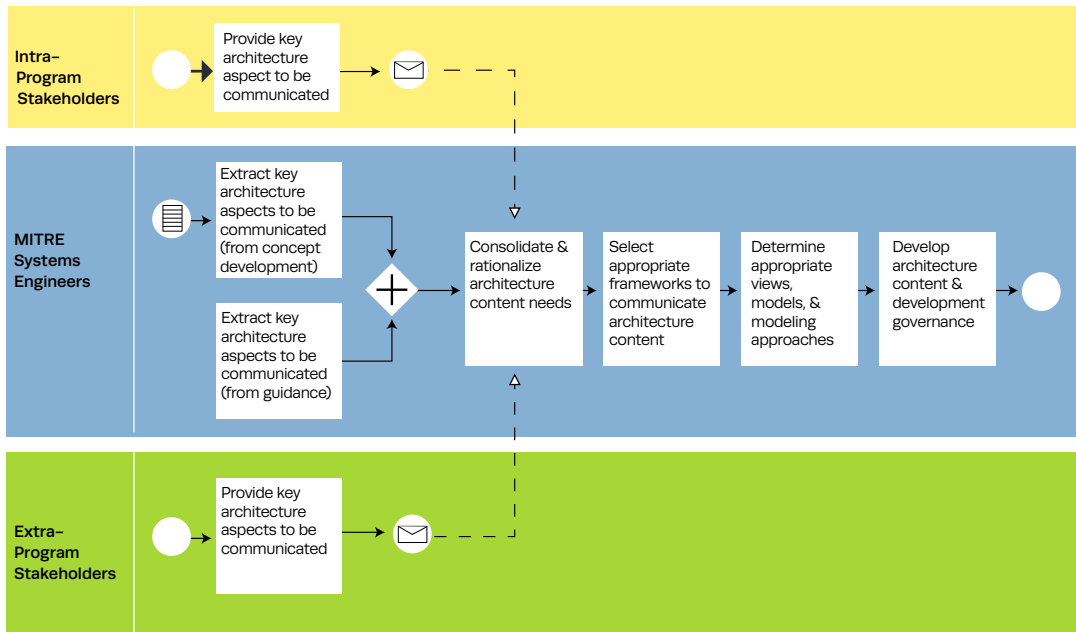 Intra-
Program
Stakeholders
Provide key
architecture
aspect to be
communicated
MITRE
Systems
Engineers
Extract key
architecture
aspects to be
communicated
(from concept
development)
Extract key
architecture
aspects to be
communicated
(from guidance)
Consolidate &
rationalize
architecture
content needs
Select
appropriate
frameworks to
communicate
architecture
content
Determine
appropriate
views,
models, &
modeling
approaches
Develop
architecture
content &
development
governance
Extra-
Program
Stakeholders
Provide key
architecture
aspects to be
communicated